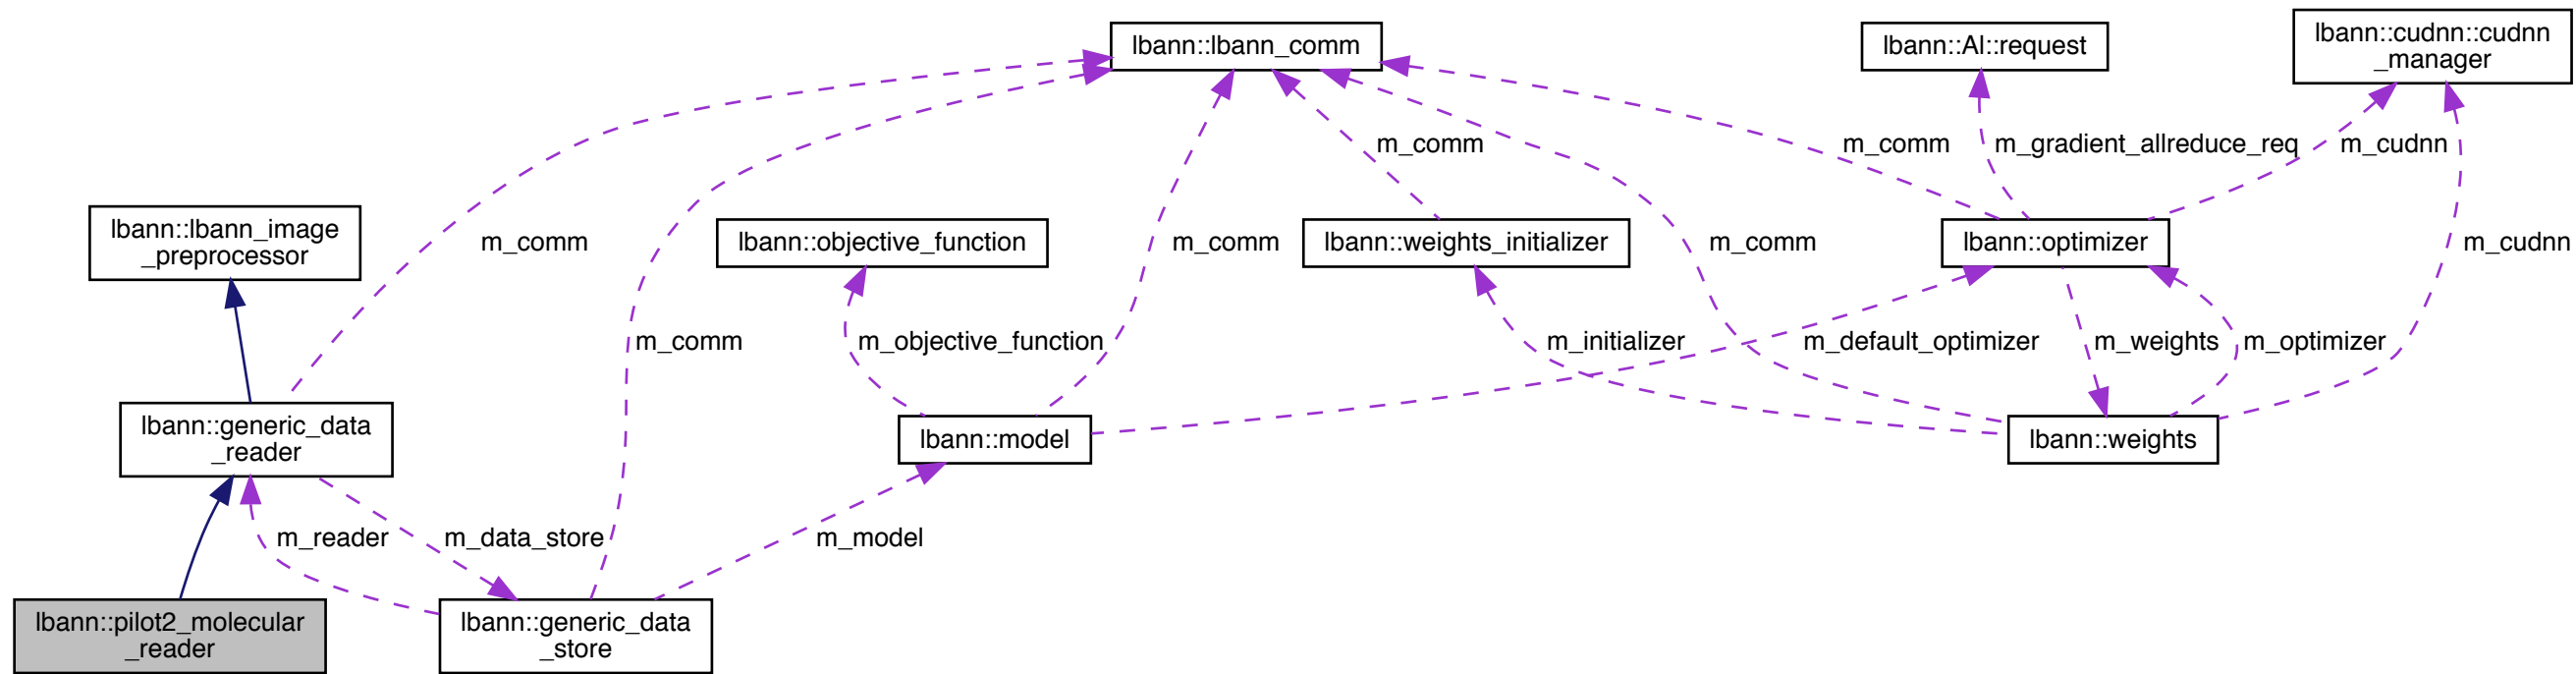 lbann::lbann_comm
lbann::Al::request
lbann::cudnn::cudnn
_manager
m_comm
m_comm
m_gradient_allreduce_req
m_cudnn
lbann::lbann_image
_preprocessor
m_comm
lbann::objective_function
m_comm
lbann::weights_initializer
m_comm
lbann::optimizer
m_cudnn
m_comm
m_objective_function
m_initializer
m_default_optimizer
m_weights
m_optimizer
lbann::generic_data
_reader
lbann::model
lbann::weights
m_reader
m_data_store
m_model
lbann::pilot2_molecular
_reader
lbann::generic_data
_store